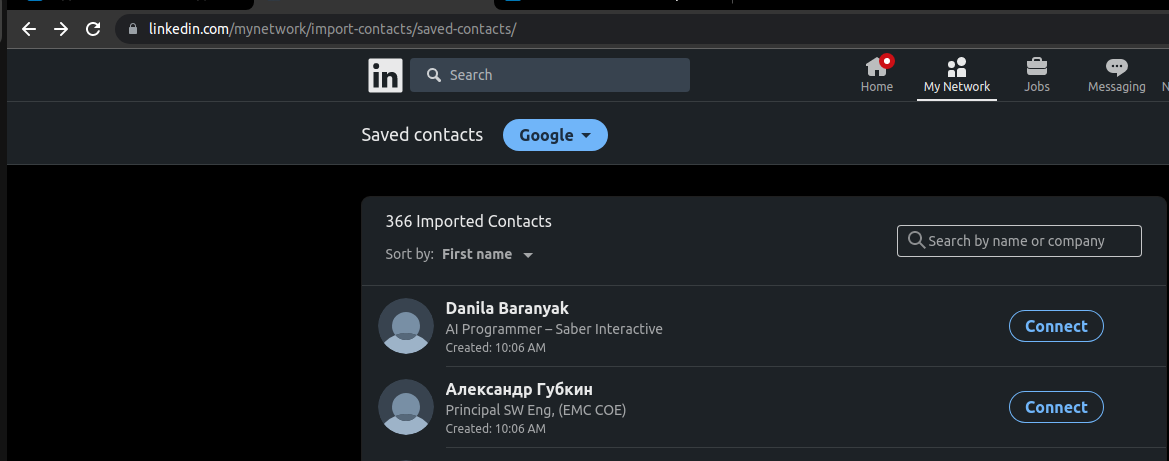 linkedin.com/mynetwork/import-contacts/saved-contacts/
in
Search
Home
My Network
Jobs
Messaging
Saved contacts
Google
366 Imported Contacts
Sort by: First name
Search by name or company
Danila Baranyak
AI Programmer – Saber Interactive
Created: 10:06 AM
Connect
Александр Губкин
Principal SW Eng, (EMC COE)
Created: 10:06 AM
Connect